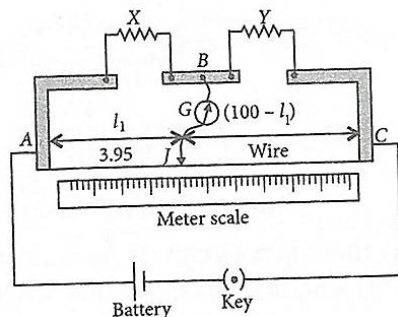 X Y
B
G (100 – l₁)
A l₁ C
3.95 J Wire
Meter scale
Battery Key